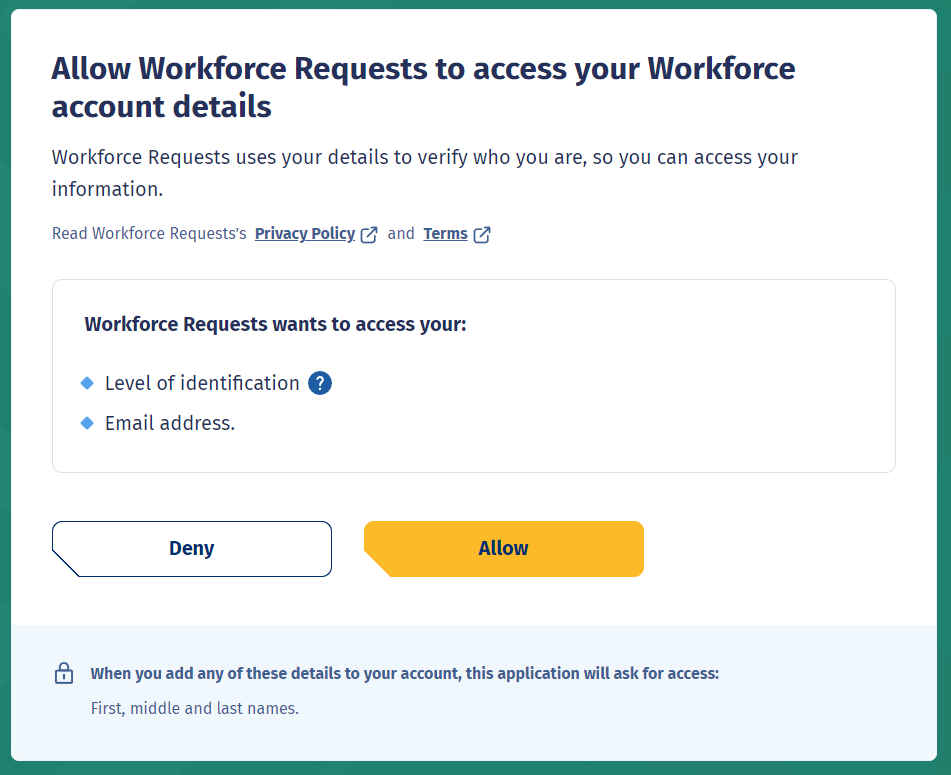 Allow Workforce Requests to access your Workforce
account details
Workforce Requests uses your details to verify who you are, so you can access your
information.
Read Workforce Requests’s Privacy Policy and Terms
Workforce Requests wants to access your:
Level of identification ?
Email address.
Deny Allow
When you add any of these details to your account, this application will ask for access:
First, middle and last names.